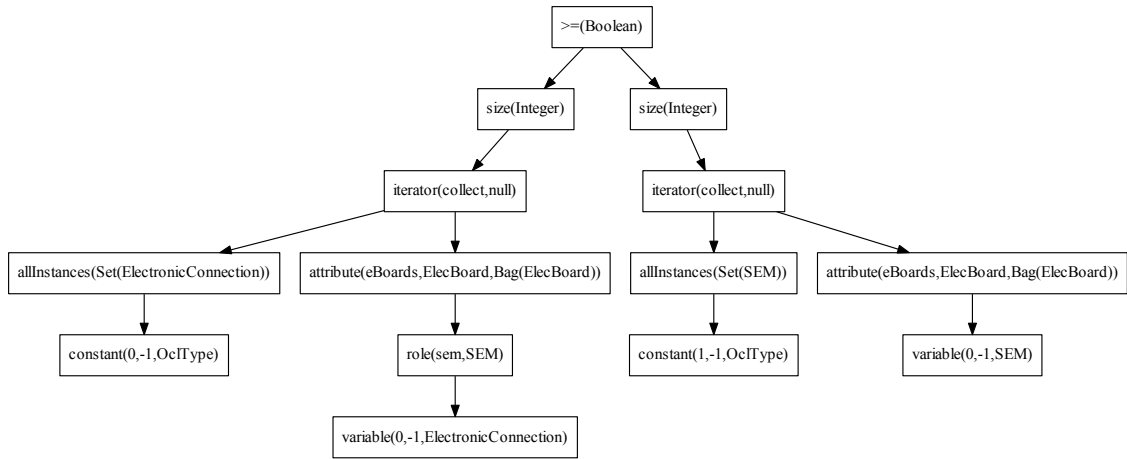 >=(Boolean)
size(Integer)
size(Integer)
iterator(collect,null)
iterator(collect,null)
allInstances(Set(ElectronicConnection))
attribute(eBoards,ElecBoard,Bag(ElecBoard))
allInstances(Set(SEM))
attribute(eBoards,ElecBoard,Bag(ElecBoard))
constant(0,-1,OclType)
role(sem,SEM)
constant(1,-1,OclType)
variable(0,-1,SEM)
variable(0,-1,ElectronicConnection)